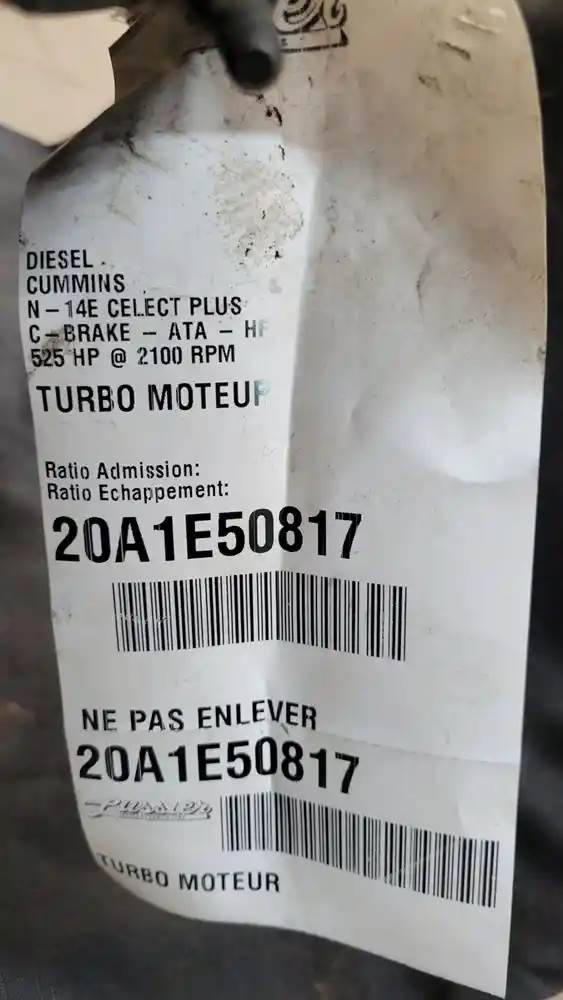 DIESEL
CUMMINS
N-14E CELECT PLUS
C-BRAKE - ATA - HF
525 HP @ 2100 RPM
TURBO MOTEUR
Ratio Admission:
Ratio Echappement:
20A1E50817
NE PAS ENLEVER
20A1E50817
TURBO MOTEUR